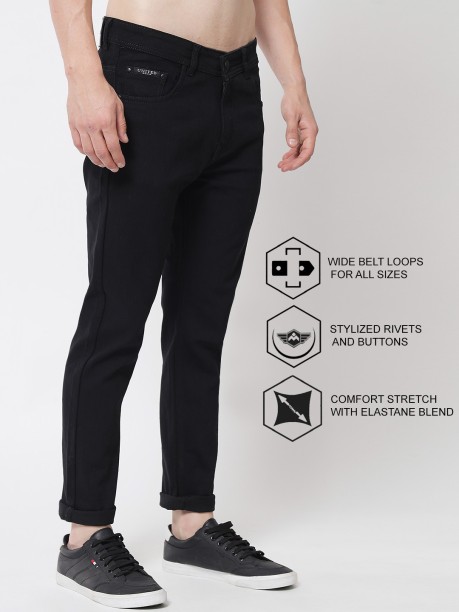 WIDE BELT LOOPS
FOR ALL SIZES
STYLIZED RIVETS
AND BUTTONS
COMFORT STRETCH
WITH ELASTANE BLEND